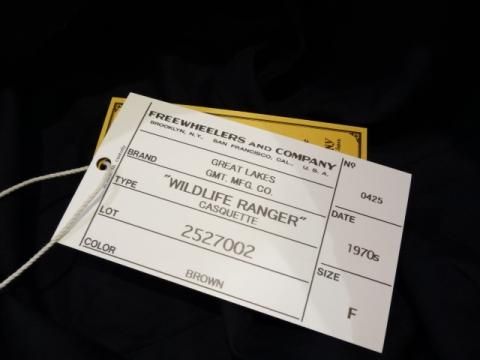 FREEWHEELERS AND COMPANY
BROOKLYN, N.Y., SAN FRANCISCO, CAL., U.S.A.
BRAND
GREAT LAKES
GMT. MFG. CO.
TYPE
"WILDLIFE RANGER"
CASQUETTE
LOT
2527002
COLOR
BROWN
Nº
0425
DATE
1970s
SIZE
F